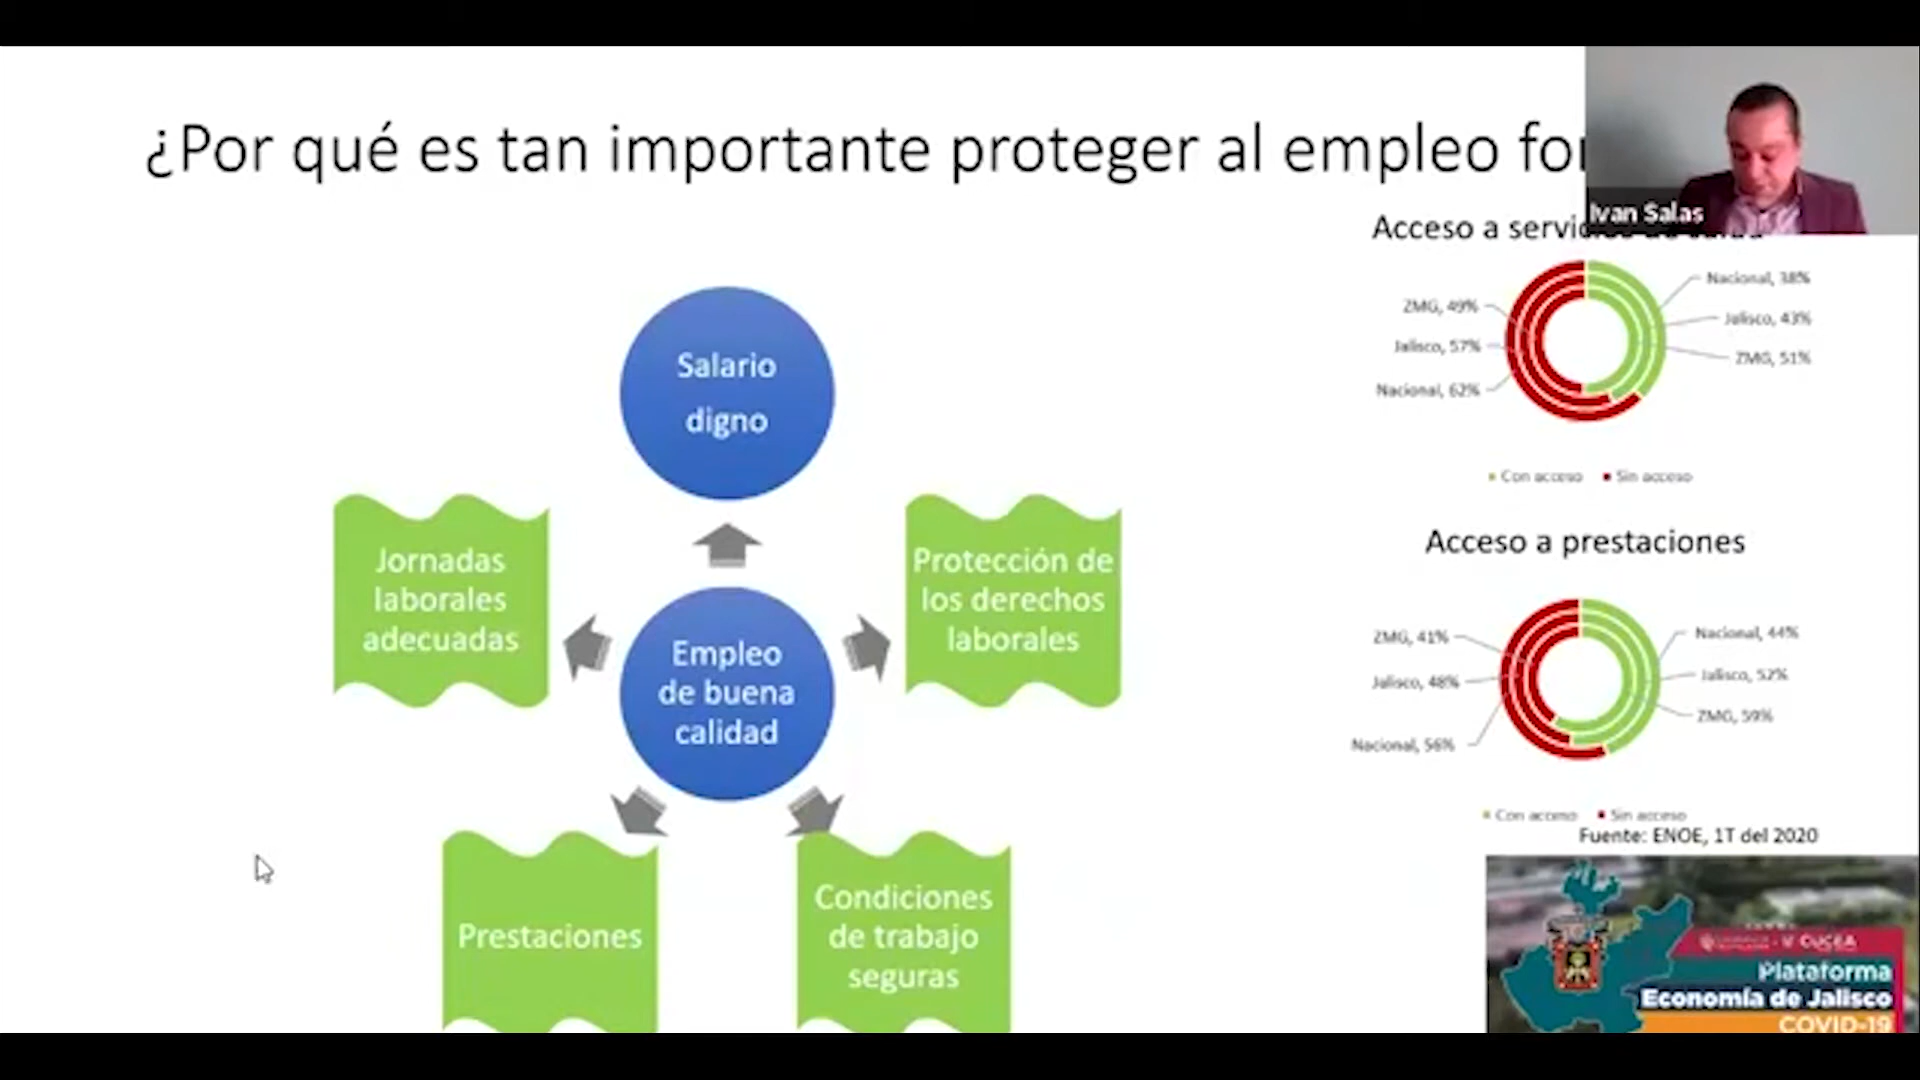 ¿Por qué es tan importante proteger al empleo for
Ivan Salas
Acceso a servicios de salud
Nacional, 38%
ZMG, 49%
Jalisco, 43%
Jalisco, 57%
ZMG, 51%
Nacional, 62%
Con acceso
Sin acceso
Salario
digno
Jornadas
laborales
adecuadas
Protección de
los derechos
laborales
Empleo
de buena
calidad
Prestaciones
Condiciones
de trabajo
seguras
Acceso a prestaciones
Nacional, 44%
ZMG, 41%
Jalisco, 52%
Jalisco, 48%
ZMG, 59%
Nacional, 56%
Con acceso
Sin acceso
Fuente: ENOE, 1T del 2020
CUCEA
Plataforma
Economía de Jalisco
COVID-19